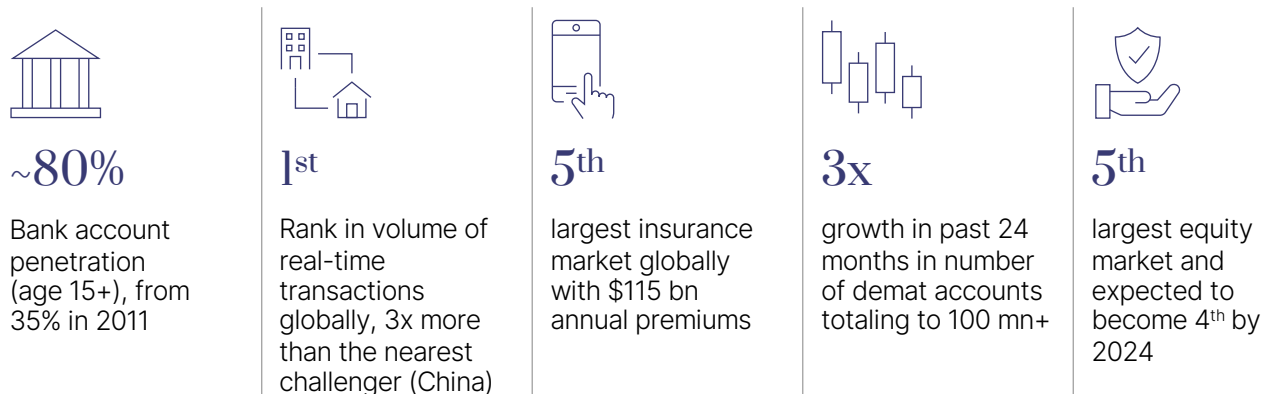 ~80%
Bank account
penetration
(age 15+), from
35% in 2011
1st
Rank in volume of
real-time
transactions
globally, 3x more
than the nearest
challenger (China)
5th
largest insurance
market globally
with $115 bn
annual premiums
3x
growth in past 24
months in number
of demat accounts
totaling to 100 mn+
5th
largest equity
market and
expected to
become 4th by
2024